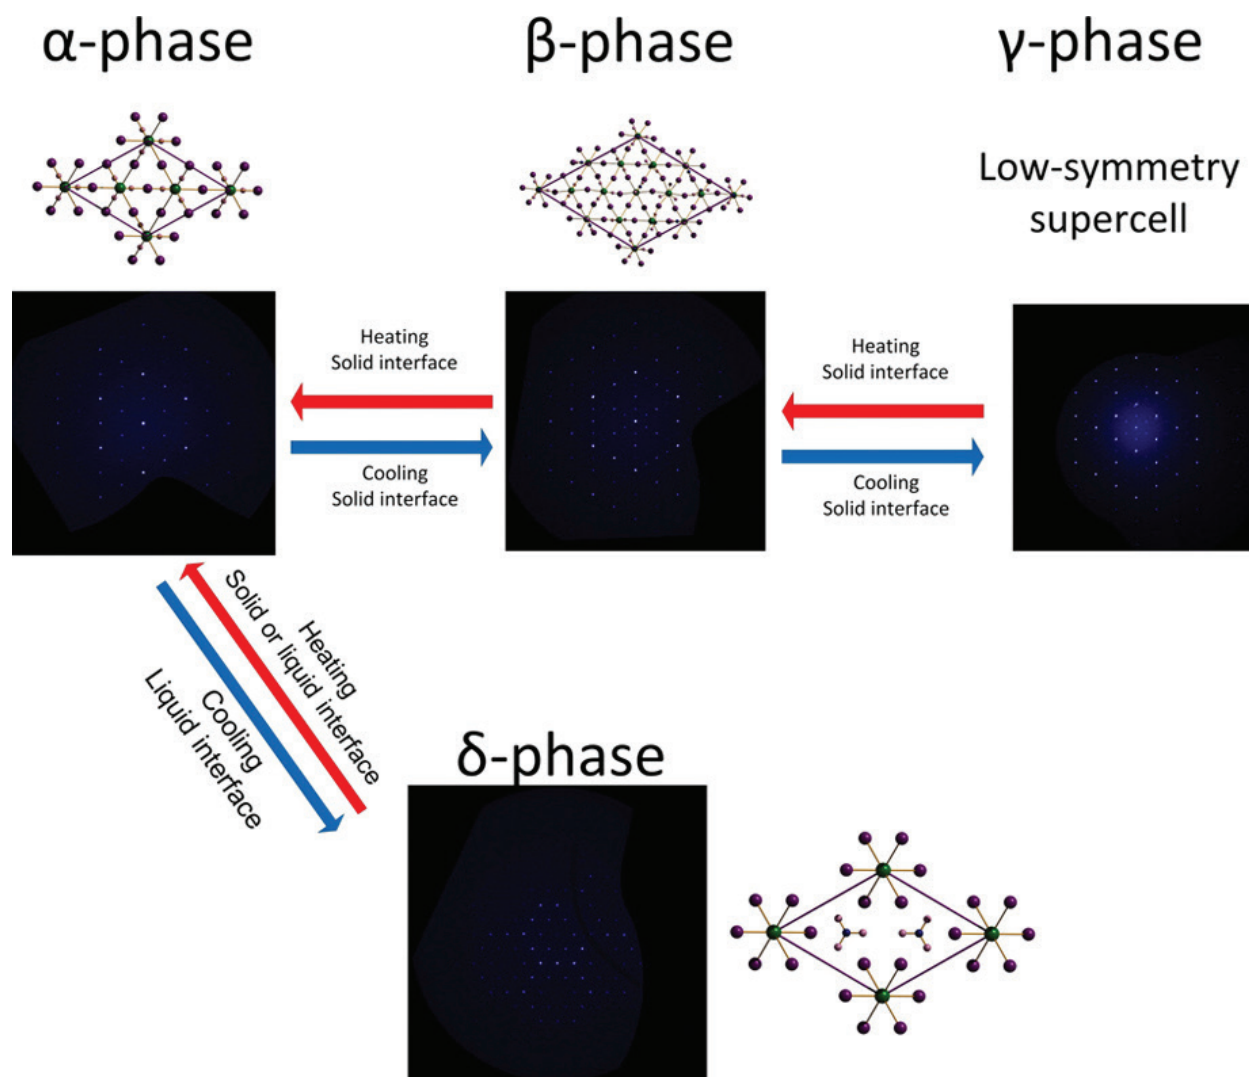 α-phase
β-phase
γ-phase
Low-symmetry
supercell
Heating
Solid interface
Cooling
Solid interface
Heating
Solid interface
Cooling
Solid interface
Heating
Solid or liquid interface
Cooling
Liquid interface
δ-phase